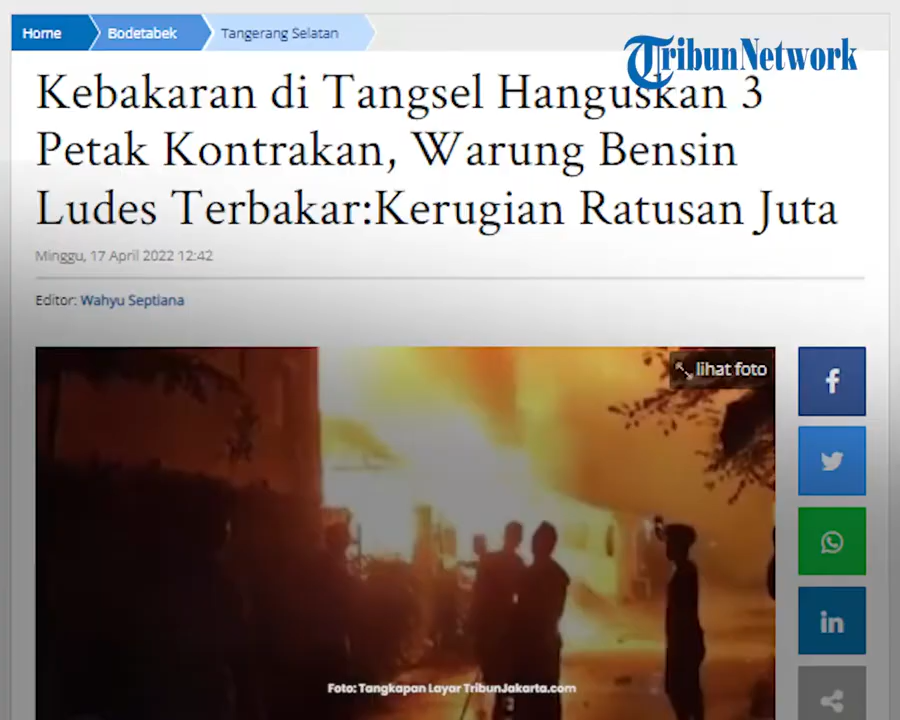 Home Bodetabek Tangerang Selatan
TribunNetwork
Kebakaran di Tangsel Hanguskan 3
Petak Kontrakan, Warung Bensin
Ludes Terbakar:Kerugian Ratusan Juta
Minggu, 17 April 2022 12:42
Editor: Wahyu Septiana
lihat foto
Foto: Tangkapan Layar TribunJakarta.com